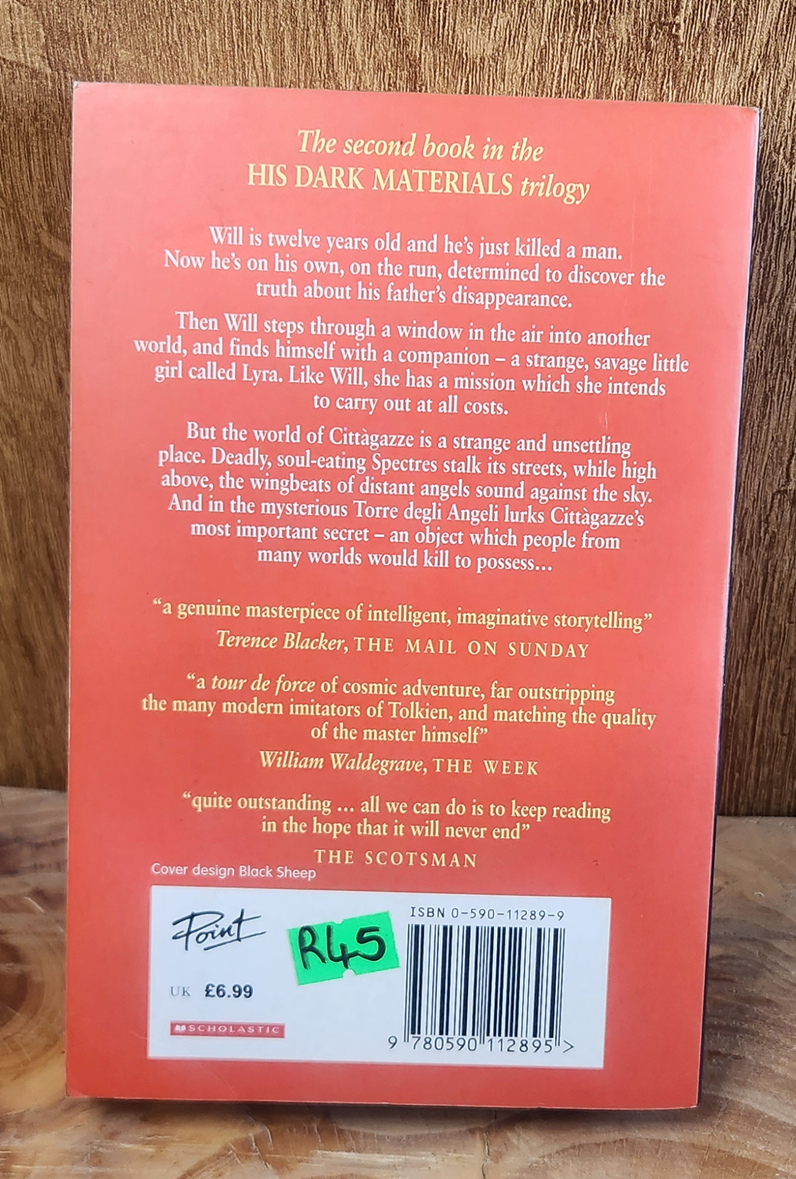 The second book in the
HIS DARK MATERIALS trilogy
Will is twelve years old and he's just killed a man.
Now he's on his own, on the run, determined to discover the
truth about his father's disappearance.
Then Will steps through a window in the air into another
world, and finds himself with a companion – a strange, savage little
girl called Lyra. Like Will, she has a mission which she intends
to carry out at all costs.
But the world of Cittàgazze is a strange and unsettling
place. Deadly, soul-eating Spectres stalk its streets, while high
above, the wingbeats of distant angels sound against the sky.
And in the mysterious Torre degli Angeli lurks Cittàgazze's
most important secret – an object which people from
many worlds would kill to possess...
“a genuine masterpiece of intelligent, imaginative storytelling”
Terence Blacker, THE MAIL ON SUNDAY
“a tour de force of cosmic adventure, far outstripping
the many modern imitators of Tolkien, and matching the quality
of the master himself”
William Waldegrave, THE WEEK
“quite outstanding ... all we can do is to keep reading
in the hope that it will never end”
THE SCOTSMAN
Cover design Black Sheep
Point
R45
ISBN 0-590-11289-9
UK £6.99
SCHOLASTIC
9 780590 112895 >